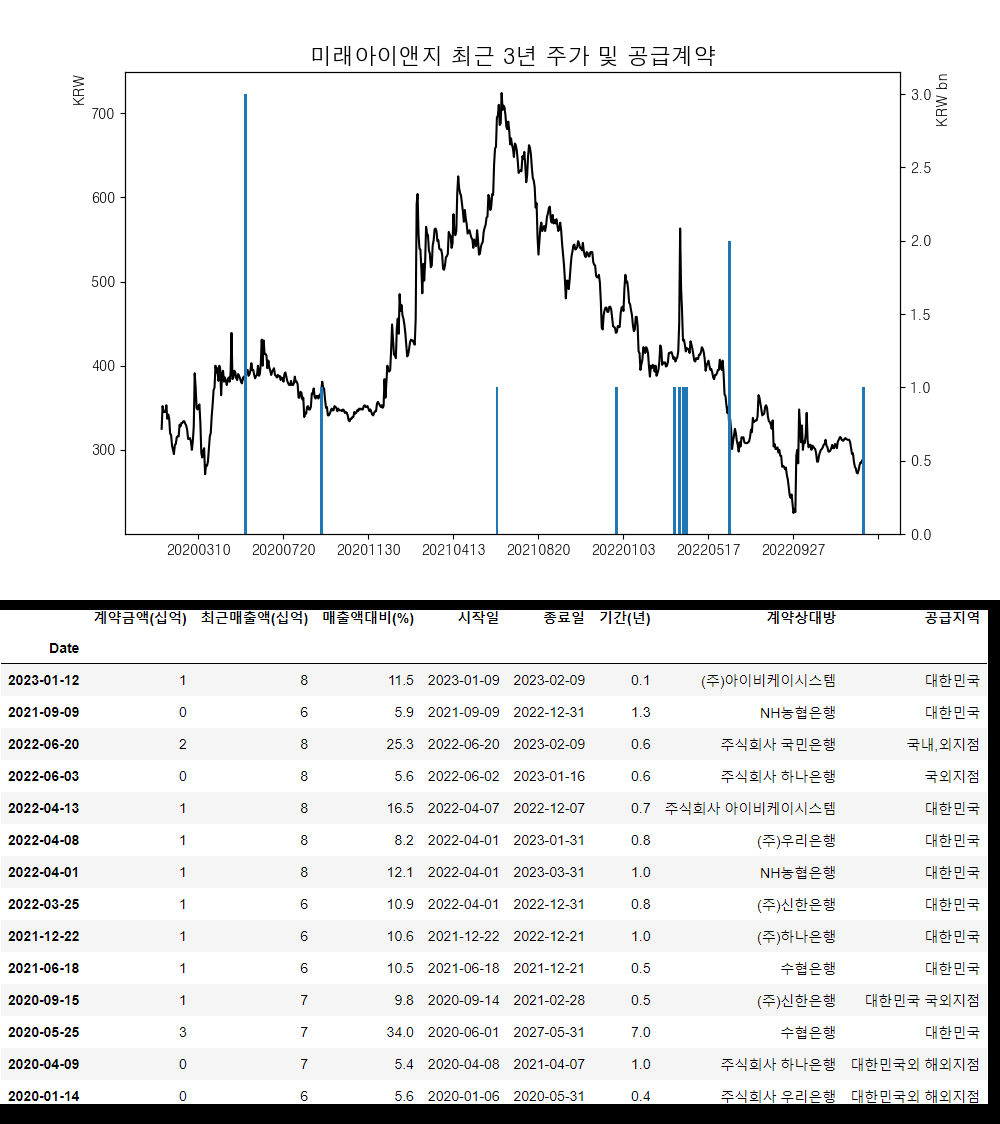 미래아이앤지 최근 3년 주가 및 공급계약
KRW
KRW bn
700
600
500
400
300
3.0
2.5
2.0
1.5
1.0
0.5
0.0
20200310 20200720 20201130 20210413 20210820 20220103 20220517 20220927
계약금액(십억) 최근매출액(십억) 매출액대비(%) 시작일 종료일 기간(년) 계약상대방 공급지역
Date
2023-01-12 1 8 11.5 2023-01-09 2023-02-09 0.1 (주)아이비케이시스템 대한민국
2021-09-09 0 6 5.9 2021-09-09 2022-12-31 1.3 NH농협은행 대한민국
2022-06-20 2 8 25.3 2022-06-20 2023-02-09 0.6 주식회사 국민은행 국내,외지점
2022-06-03 0 8 5.6 2022-06-02 2023-01-16 0.6 주식회사 하나은행 국외지점
2022-04-13 1 8 16.5 2022-04-07 2022-12-07 0.7 주식회사 아이비케이시스템 대한민국
2022-04-08 1 8 8.2 2022-04-01 2023-01-31 0.8 (주)우리은행 대한민국
2022-04-01 1 8 12.1 2022-04-01 2023-03-31 1.0 NH농협은행 대한민국
2022-03-25 1 6 10.9 2022-04-01 2022-12-31 0.8 (주)신한은행 대한민국
2021-12-22 1 6 10.6 2021-12-22 2022-12-21 1.0 (주)하나은행 대한민국
2021-06-18 1 6 10.5 2021-06-18 2021-12-21 0.5 수협은행 대한민국
2020-09-15 1 7 9.8 2020-09-14 2021-02-28 0.5 (주)신한은행 대한민국 국외지점
2020-05-25 3 7 34.0 2020-06-01 2027-05-31 7.0 수협은행 대한민국
2020-04-09 0 7 5.4 2020-04-08 2021-04-07 1.0 주식회사 하나은행 대한민국외 해외지점
2020-01-14 0 6 5.6 2020-01-06 2020-05-31 0.4 주식회사 우리은행 대한민국외 해외지점